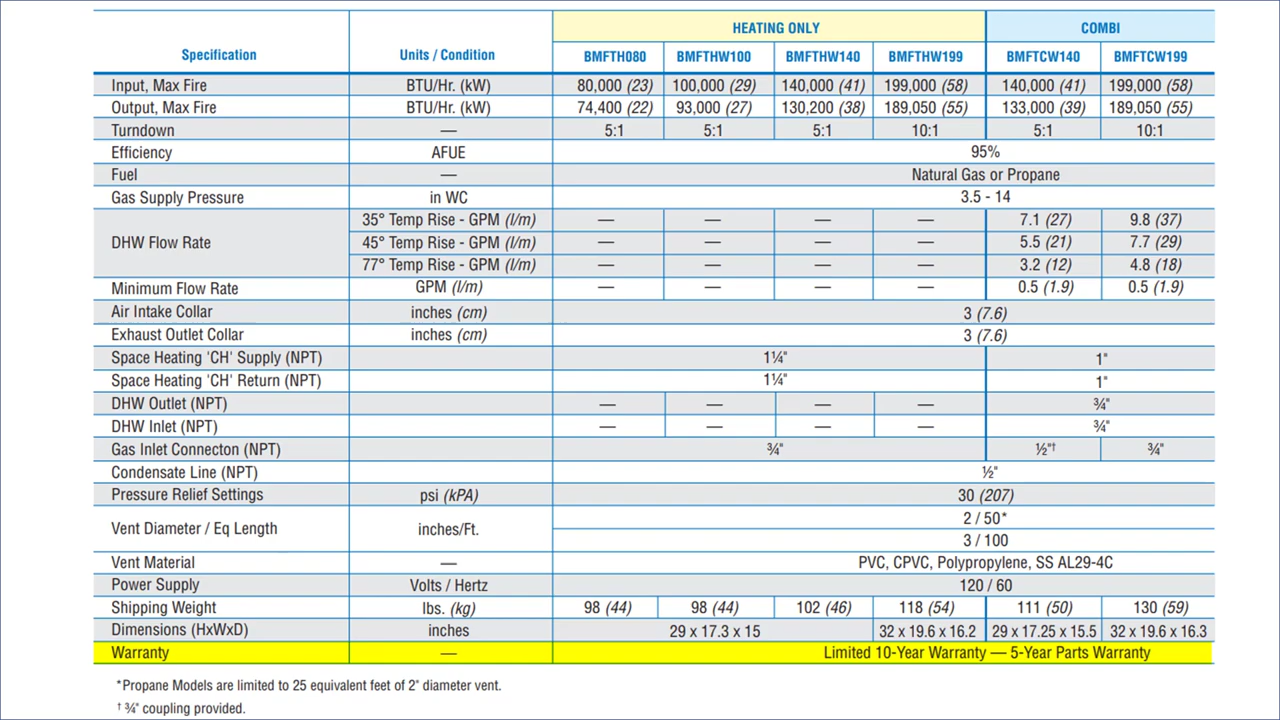 HEATING ONLY COMBI
Specification Units / Condition BMFTH080 BMFTHW100 BMFTHW140 BMFTHW199 BMFTCW140 BMFTCW199
Input, Max Fire BTU/Hr. (kW) 80,000 (23) 100,000 (29) 140,000 (41) 199,000 (58) 140,000 (41) 199,000 (58)
Output, Max Fire BTU/Hr. (kW) 74,400 (22) 93,000 (27) 130,200 (38) 189,050 (55) 133,000 (39) 189,050 (55)
Turndown — 5:1 5:1 5:1 10:1 5:1 10:1
Efficiency AFUE 95%
Fuel — Natural Gas or Propane
Gas Supply Pressure in WC 3.5 - 14
DHW Flow Rate
35° Temp Rise - GPM (l/m) — — — — 7.1 (27) 9.8 (37)
45° Temp Rise - GPM (l/m) — — — — 5.5 (21) 7.7 (29)
77° Temp Rise - GPM (l/m) — — — — 3.2 (12) 4.8 (18)
Minimum Flow Rate GPM (l/m) — — — — 0.5 (1.9) 0.5 (1.9)
Air Intake Collar inches (cm) 3 (7.6)
Exhaust Outlet Collar inches (cm) 3 (7.6)
Space Heating 'CH' Supply (NPT) 1¼" 1"
Space Heating 'CH' Return (NPT) 1¼" 1"
DHW Outlet (NPT) — — — — ¾"
DHW Inlet (NPT) — — — — ¾"
Gas Inlet Connecton (NPT) ¾" ½"† ¾"
Condensate Line (NPT) ½"
Pressure Relief Settings psi (kPA) 30 (207)
Vent Diameter / Eq Length inches/Ft. 2 / 50*
3 / 100
Vent Material — PVC, CPVC, Polypropylene, SS AL29-4C
Power Supply Volts / Hertz 120 / 60
Shipping Weight lbs. (kg) 98 (44) 98 (44) 102 (46) 118 (54) 111 (50) 130 (59)
Dimensions (HxWxD) inches 29 x 17.3 x 15 32 x 19.6 x 16.2 29 x 17.25 x 15.5 32 x 19.6 x 16.3
Warranty — Limited 10-Year Warranty — 5-Year Parts Warranty
*Propane Models are limited to 25 equivalent feet of 2" diameter vent.
† ¾" coupling provided.